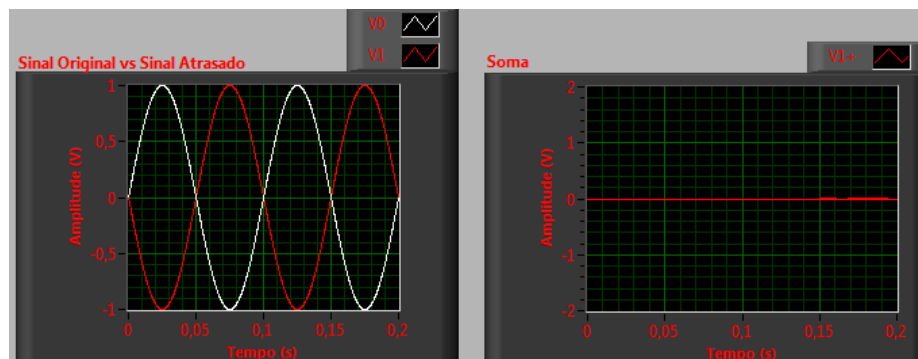 V0
V1
Sinal Original vs Sinal Atrasado
Amplitude (V)
1
0,5
0
-0,5
-1
0
0,05
0,1
0,15
0,2
Tempo (s)
V1+
Soma
Amplitude (V)
2
1
0
-1
-2
0
0,05
0,1
0,15
0,2
Tempo (s)